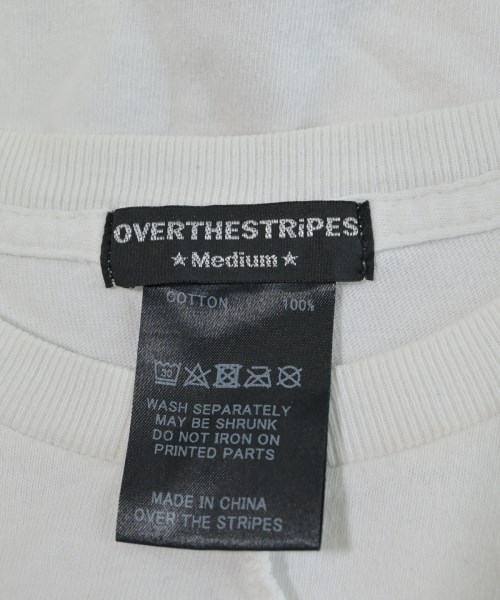 OVERTHESTRiPES
★Medium★
COTTON 100%
30
WASH SEPARATELY
MAY BE SHRUNK
DO NOT IRON ON
PRINTED PARTS
MADE IN CHINA
OVER THE STRiPES